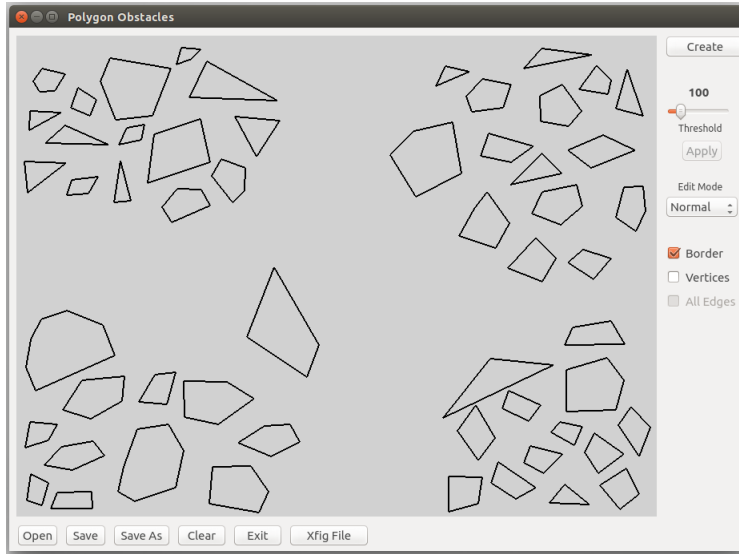 Polygon Obstacles
Create
100
Threshold
Apply
Edit Mode
Normal
Border
Vertices
All Edges
Open Save Save As Clear Exit Xfig File